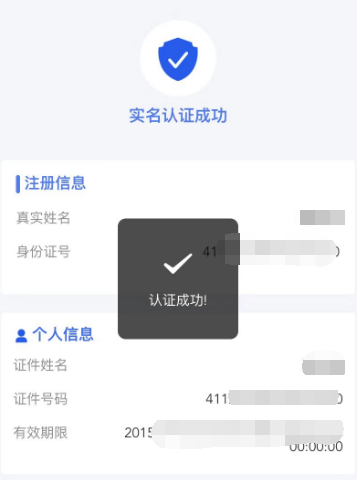 实名认证成功
注册信息
真实姓名
身份证号 41 0
认证成功!
个人信息
证件姓名
证件号码 411 0
有效期限 2015
00:00:00